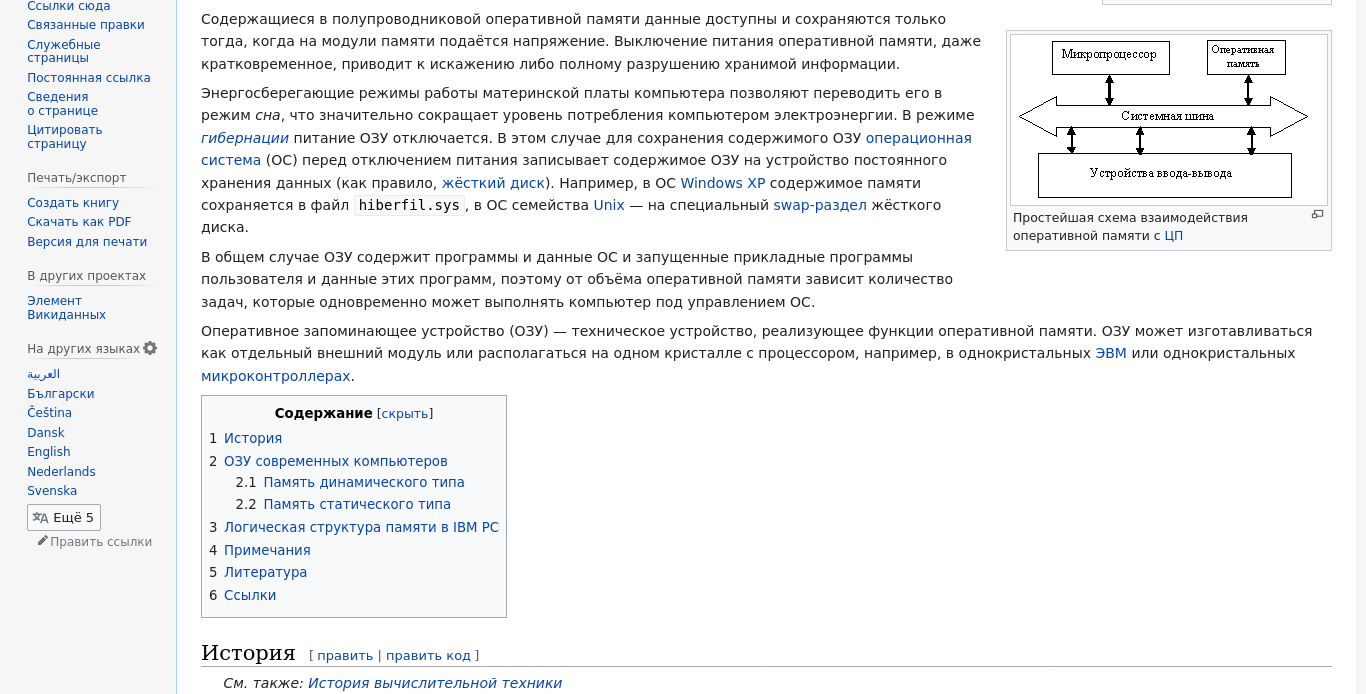 Ссылки сюда
Связанные правки
Служебные
страницы
Постоянная ссылка
Сведения
о странице
Цитировать
страницу
Печать/экспорт
Создать книгу
Скачать как PDF
Версия для печати
В других проектах
Элемент
Викиданных
На других языках
العربية
Български
Čeština
Dansk
English
Nederlands
Svenska
Ещё 5
Править ссылки
Содержащиеся в полупроводниковой оперативной памяти данные доступны и сохраняются только
тогда, когда на модули памяти подаётся напряжение. Выключение питания оперативной памяти, даже
кратковременное, приводит к искажению либо полному разрушению хранимой информации.
Энергосберегающие режимы работы материнской платы компьютера позволяют переводить его в
режим сна, что значительно сокращает уровень потребления компьютером электроэнергии. В режиме
гибернации питание ОЗУ отключается. В этом случае для сохранения содержимого ОЗУ операционная
система (ОС) перед отключением питания записывает содержимое ОЗУ на устройство постоянного
хранения данных (как правило, жёсткий диск). Например, в ОС Windows XP содержимое памяти
сохраняется в файл hiberfil.sys, в ОС семейства Unix — на специальный swap-раздел жёсткого
диска.
В общем случае ОЗУ содержит программы и данные ОС и запущенные прикладные программы
пользователя и данные этих программ, поэтому от объёма оперативной памяти зависит количество
задач, которые одновременно может выполнять компьютер под управлением ОС.
Оперативное запоминающее устройство (ОЗУ) — техническое устройство, реализующее функции оперативной памяти. ОЗУ может изготавливаться
как отдельный внешний модуль или располагаться на одном кристалле с процессором, например, в однокристальных ЭВМ или однокристальных
микроконтроллерах.
Микропроцессор
Оперативная
память
Системная шина
Устройства ввода-вывода
Простейшая схема взаимодействия
оперативной памяти с ЦП
Содержание [скрыть]
1 История
2 ОЗУ современных компьютеров
2.1 Память динамического типа
2.2 Память статического типа
3 Логическая структура памяти в IBM PC
4 Примечания
5 Литература
6 Ссылки
История [ править | править код ]
См. также: История вычислительной техники